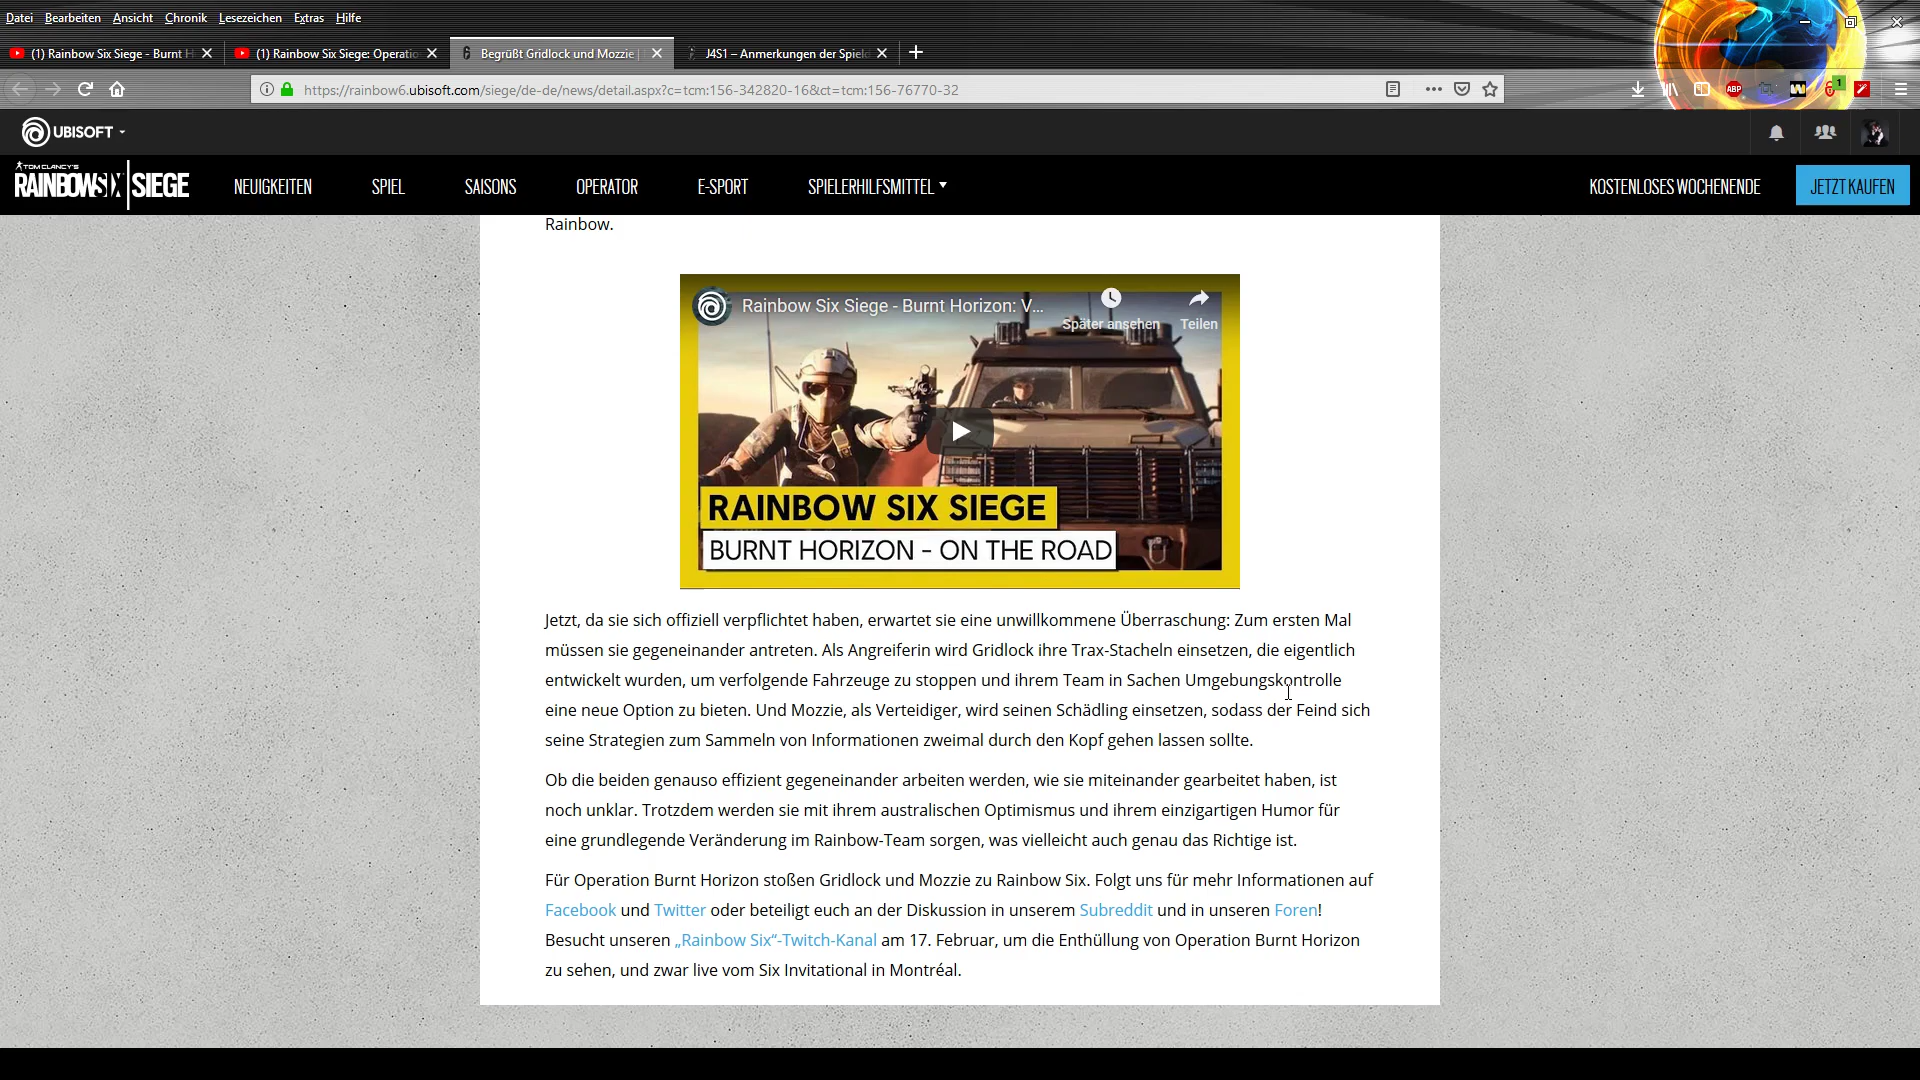 Datei Bearbeiten Ansicht Chronik Lesezeichen Extras Hilfe
(1) Rainbow Six Siege - Burnt H
(1) Rainbow Six Siege: Operatio
Begrüßt Gridlock und Mozzie |
J4S1 – Anmerkungen der Spiele
https://rainbow6.ubisoft.com/siege/de-de/news/detail.aspx?c=tcm:156-342820-16&ct=tcm:156-76770-32
ABP
1
UBISOFT
TOM CLANCY'S
RAINBOW SIX | SIEGE
NEUIGKEITEN SPIEL SAISONS OPERATOR E-SPORT SPIELERHILFSMITTEL KOSTENLOSES WOCHENENDE JETZT KAUFEN
Rainbow.
Rainbow Six Siege - Burnt Horizon: V...
Später ansehen Teilen
RAINBOW SIX SIEGE
BURNT HORIZON - ON THE ROAD
Jetzt, da sie sich offiziell verpflichtet haben, erwartet sie eine unwillkommene Überraschung: Zum ersten Mal
müssen sie gegeneinander antreten. Als Angreiferin wird Gridlock ihre Trax-Stacheln einsetzen, die eigentlich
entwickelt wurden, um verfolgende Fahrzeuge zu stoppen und ihrem Team in Sachen Umgebungskontrolle
eine neue Option zu bieten. Und Mozzie, als Verteidiger, wird seinen Schädling einsetzen, sodass der Feind sich
seine Strategien zum Sammeln von Informationen zweimal durch den Kopf gehen lassen sollte.
Ob die beiden genauso effizient gegeneinander arbeiten werden, wie sie miteinander gearbeitet haben, ist
noch unklar. Trotzdem werden sie mit ihrem australischen Optimismus und ihrem einzigartigen Humor für
eine grundlegende Veränderung im Rainbow-Team sorgen, was vielleicht auch genau das Richtige ist.
Für Operation Burnt Horizon stoßen Gridlock und Mozzie zu Rainbow Six. Folgt uns für mehr Informationen auf
Facebook und Twitter oder beteiligt euch an der Diskussion in unserem Subreddit und in unseren Foren!
Besucht unseren „Rainbow Six“-Twitch-Kanal am 17. Februar, um die Enthüllung von Operation Burnt Horizon
zu sehen, und zwar live vom Six Invitational in Montréal.